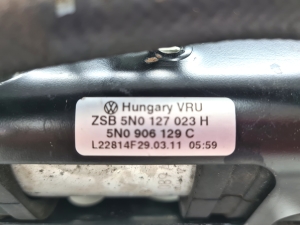 Hungary VRU
ZSB 5N0 127 023 H
5N0 906 129 C
L22814F29.03.11 05:59